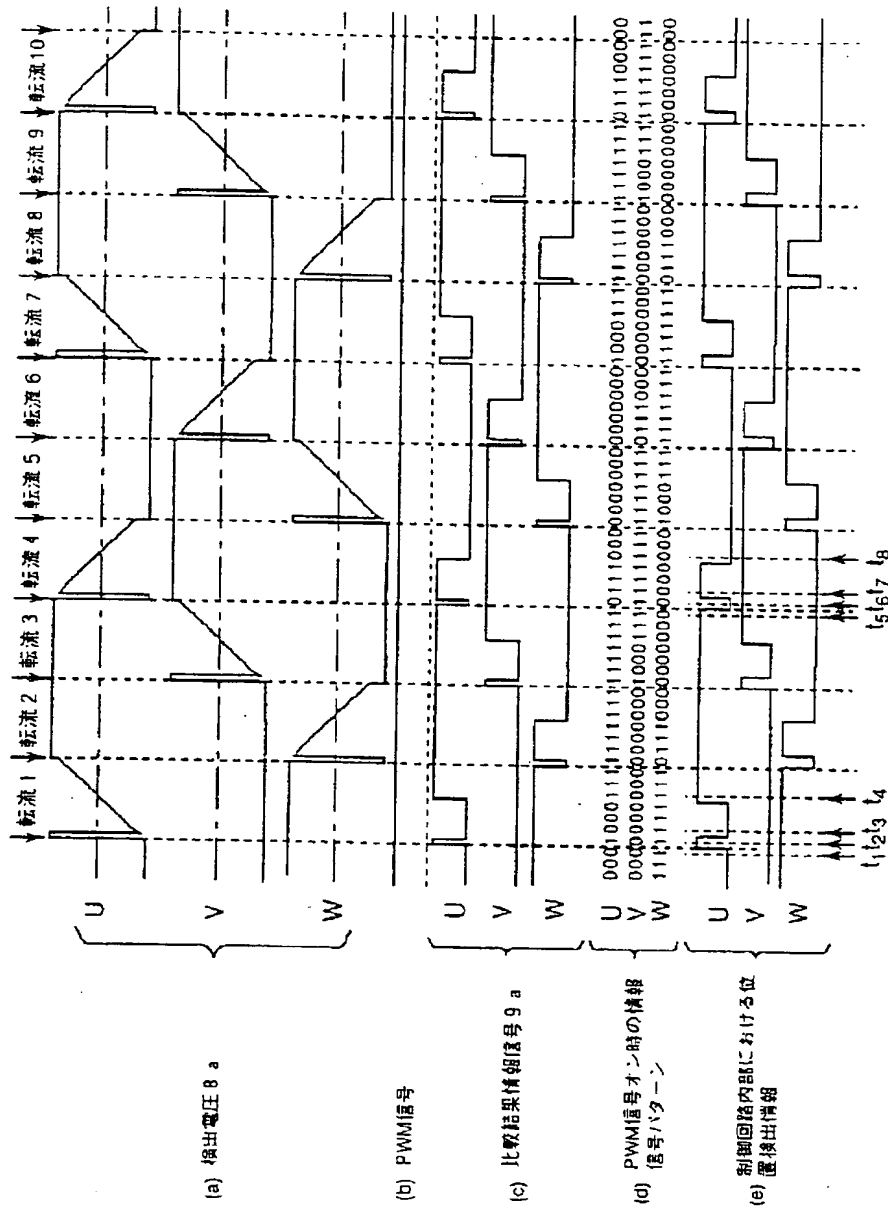 転流1 転流2 転流3 転流4 転流5 転流6 転流7 転流8 転流9 転流10
(a) 検出電圧8a
U
V
W
(b) PWM信号
(c) 比較結果情報信号9a
U
V
W
(d) PWM信号オン時の情報
信号パターン
U
V
W
(e) 制御回路内部における位
置検出情報
U
V
W
t1 t2 t3 t4 t5 t6 t7 t8